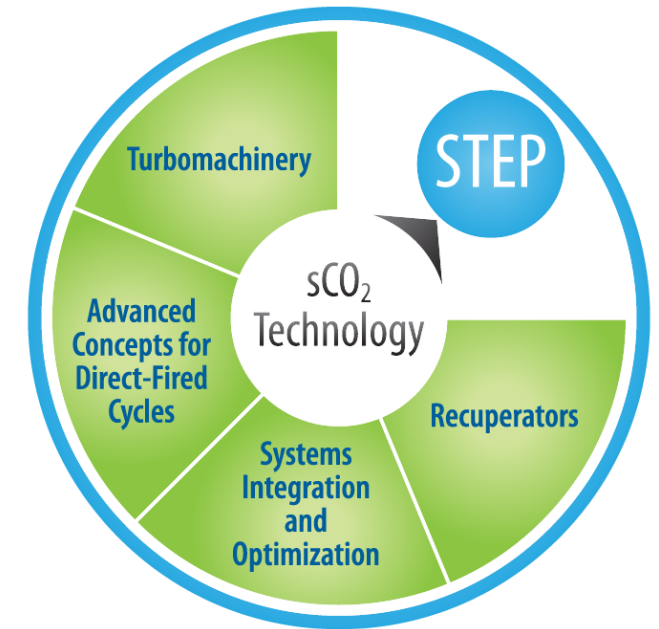 Turbomachinery
STEP
sCO₂
Technology
Advanced
Concepts for
Direct-Fired
Cycles
Recuperators
Systems
Integration
and
Optimization